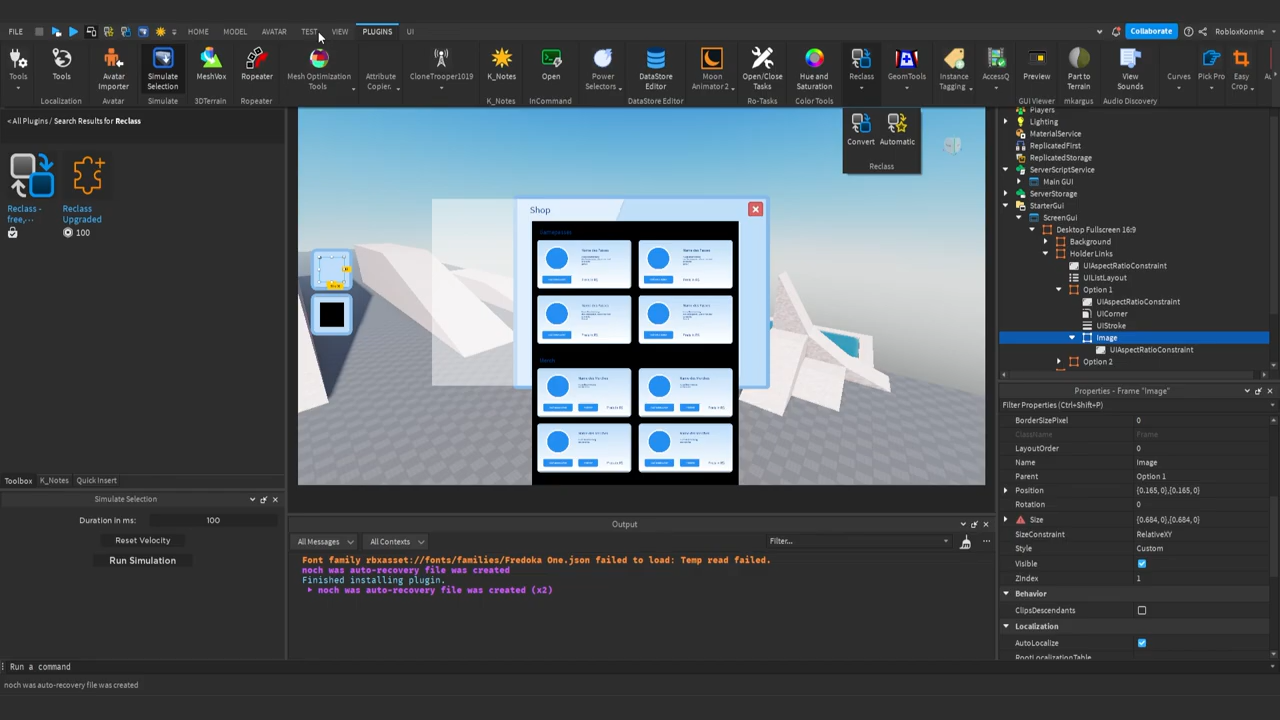 FILE HOME MODEL AVATAR TEST VIEW PLUGINS UI Collaborate RobloxKonnie
Tools Tools Avatar Importer Simulate Selection MeshVox Repeater Mesh Optimization Tools Attribute Copier. CloneTrooper1019 K_Notes Open Power Selectors DataStore Editor Moon Animator 2 Open/Close Tasks Hue and Saturation Reclass GeomTools Instance Tagging AccessQ Preview Part to Terrain View Sounds Curves Pick Pro Easy Crop
Localization Avatar Simulate 3DTerrain Repeater K_Notes InCommand DataStore Editor Ro-Tasks Color Tools GUI Viewer mkargus Audio Discovery
< All Plugins / Search Results for Reclass
Reclass - free,...
Reclass Upgraded
100
Convert Automatic
Reclass
Shop
Toolbox K_Notes Quick Insert
Simulate Selection
Duration in ms: 100
Reset Velocity
Run Simulation
Output
All Messages All Contexts Filter...
Font family rbxasset://fonts/families/Fredoka One.json failed to load: Temp read failed.
noch was auto-recovery file was created
Finished installing plugin.
noch was auto-recovery file was created (x2)
Players
Lighting
MaterialService
ReplicatedFirst
ReplicatedStorage
ServerScriptService
Main GUI
ServerStorage
StarterGui
ScreenGui
Desktop Fullscreen 16:9
Background
Holder Links
UIAspectRatioConstraint
UIListLayout
Option 1
UIAspectRatioConstraint
UICorner
UIStroke
Image
UIAspectRatioConstraint
Option 2
Properties - Frame "Image"
Filter Properties (Ctrl+Shift+P)
BorderSizePixel 0
ClassName Frame
LayoutOrder 0
Name Image
Parent Option 1
Position {0.165, 0},{0.165, 0}
Rotation 0
Size {0.684, 0},{0.684, 0}
SizeConstraint RelativeXY
Style Custom
Visible
ZIndex 1
Behavior
ClipsDescendants
Localization
AutoLocalize
RootLocalizationTable
Run a command
noch was auto-recovery file was created